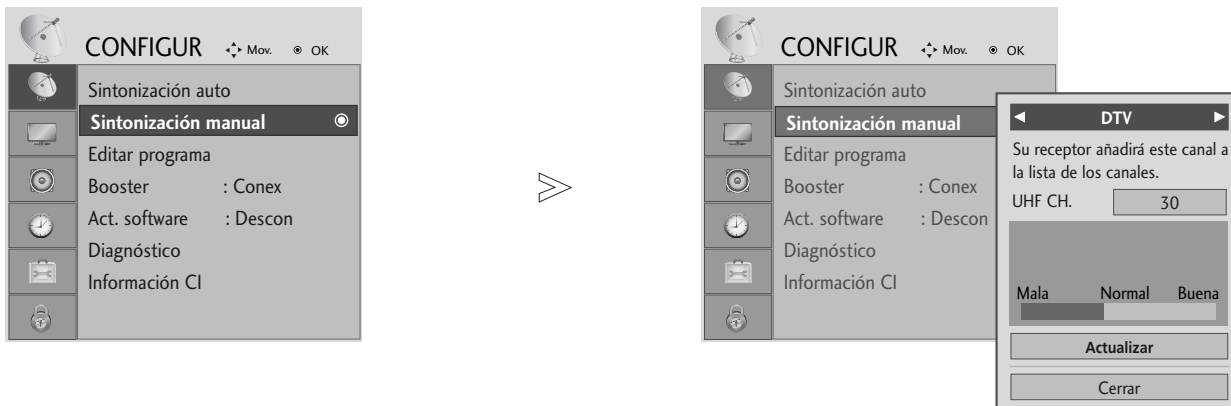 CONFIGUR Mov. OK
Sintonización auto
Sintonización manual
Editar programa
Booster : Conex
Act. software : Descon
Diagnóstico
Información CI
CONFIGUR Mov. OK
Sintonización auto
Sintonización manual
Editar programa
Booster : Conex
Act. software : Descon
Diagnóstico
Información CI
DTV
Su receptor añadirá este canal a
la lista de los canales.
UHF CH. 30
Mala Normal Buena
Actualizar
Cerrar